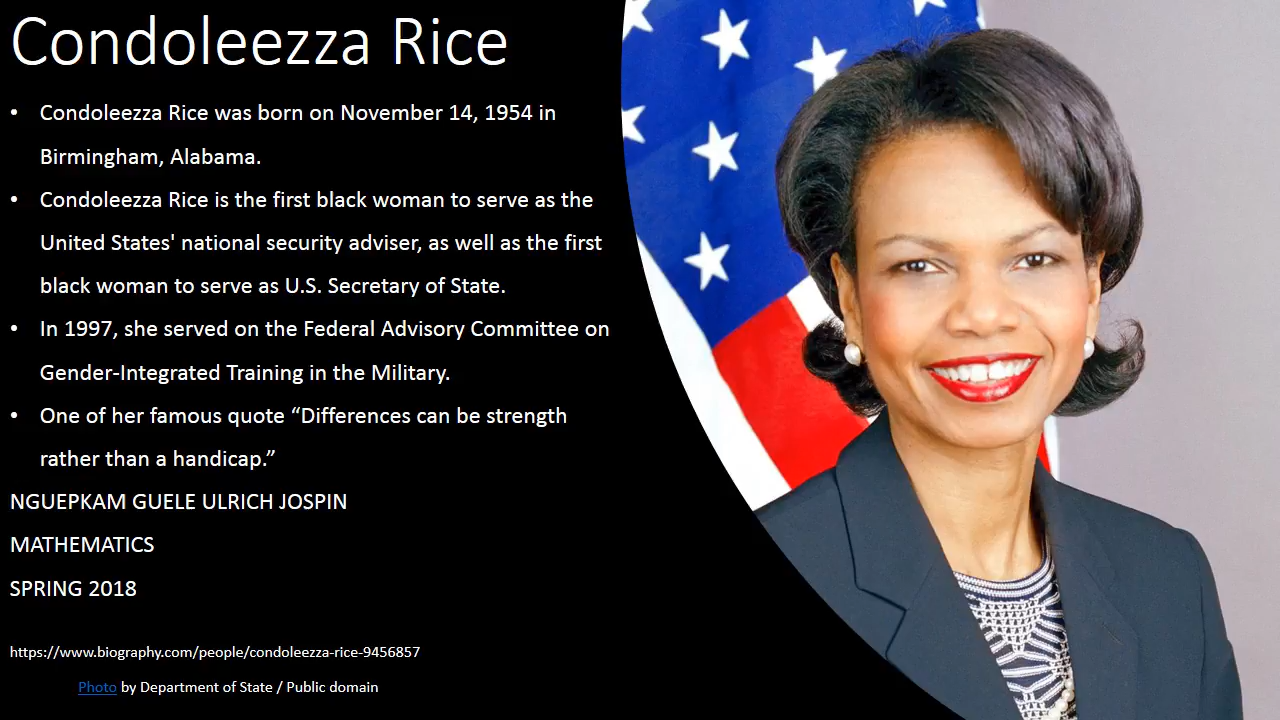 Condoleezza Rice
• Condoleezza Rice was born on November 14, 1954 in
Birmingham, Alabama.
• Condoleezza Rice is the first black woman to serve as the
United States' national security adviser, as well as the first
black woman to serve as U.S. Secretary of State.
• In 1997, she served on the Federal Advisory Committee on
Gender-Integrated Training in the Military.
• One of her famous quote “Differences can be strength
rather than a handicap.”
NGUEPKAM GUELE ULRICH JOSPIN
MATHEMATICS
SPRING 2018
https://www.biography.com/people/condoleezza-rice-9456857
Photo by Department of State / Public domain